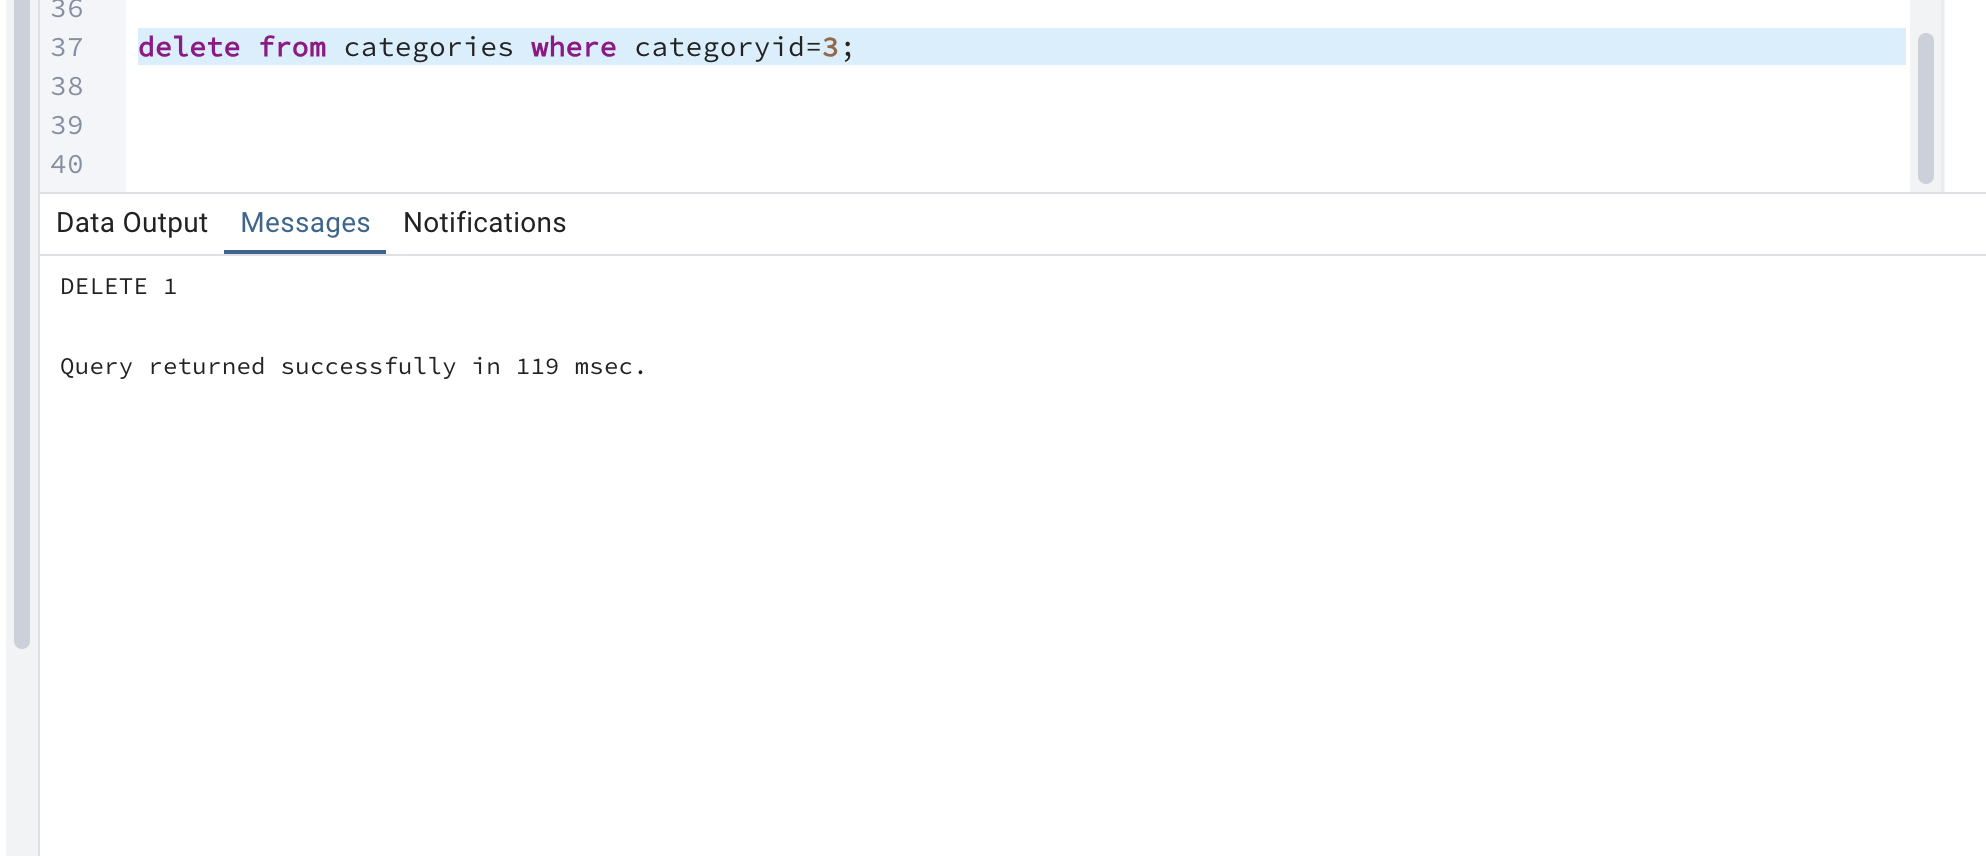 36
37 delete from categories where categoryid=3;
38
39
40
Data Output Messages Notifications
DELETE 1
Query returned successfully in 119 msec.